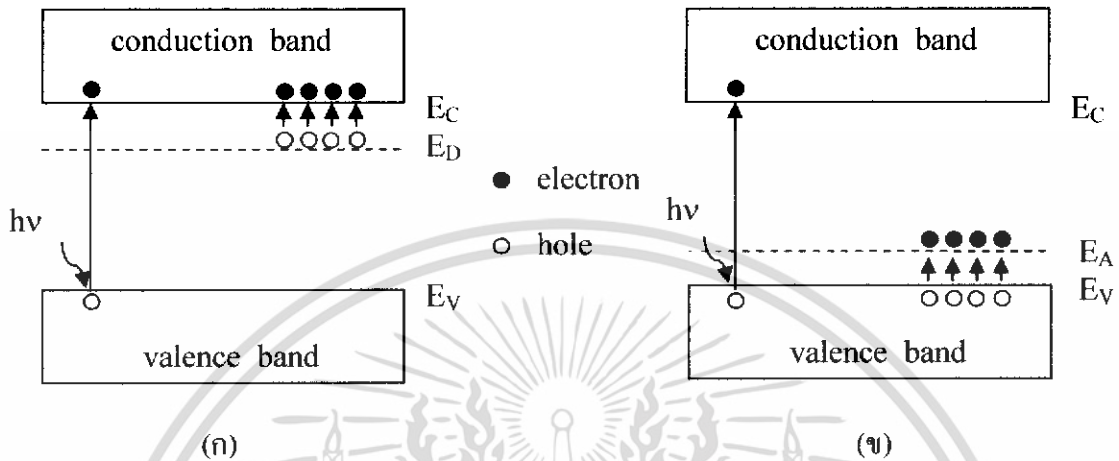 conduction band
E_C
E_D
hν
E_V
valence band
(ก)
● electron
○ hole
conduction band
E_C
hν
E_A
E_V
valence band
(ข)